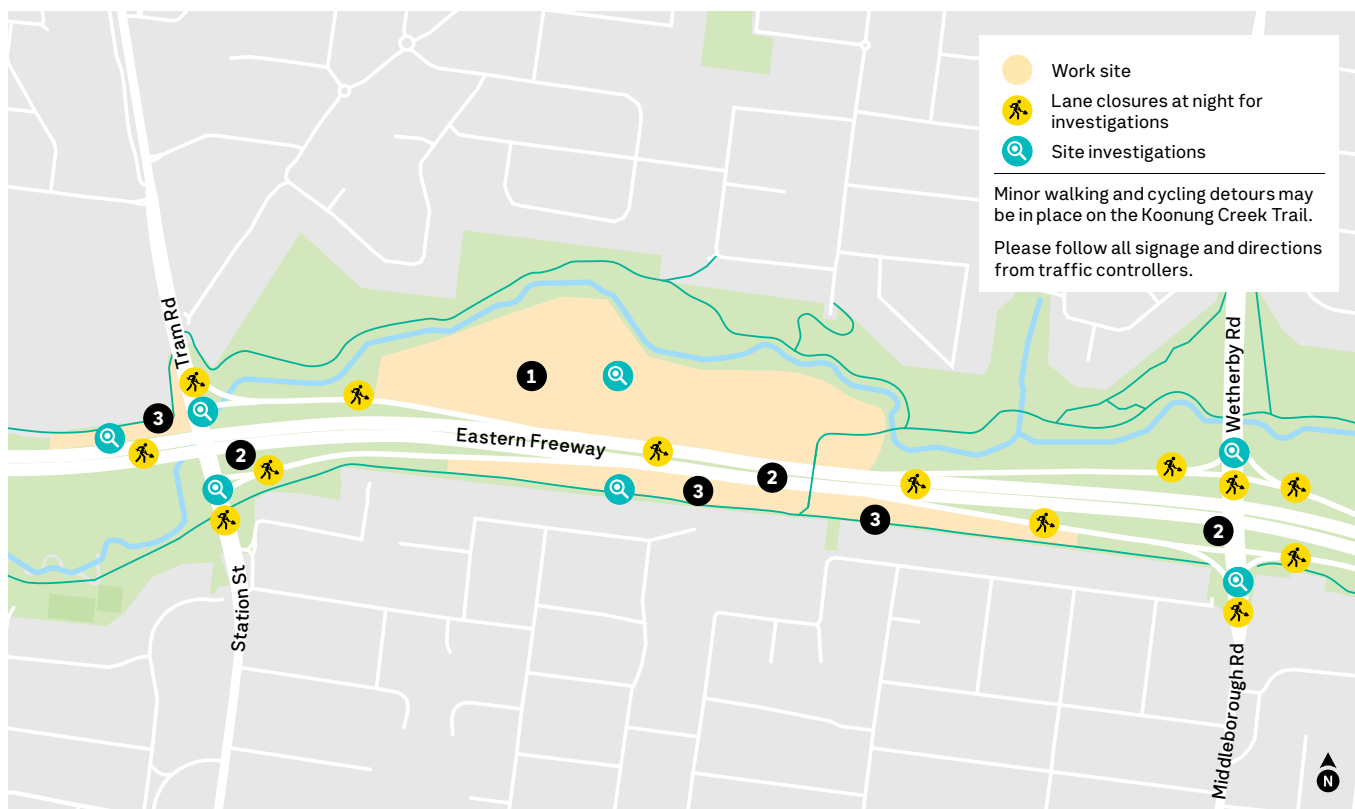 Work site
Lane closures at night for
investigations
Site investigations
Minor walking and cycling detours may
be in place on the Koonung Creek Trail.
Please follow all signage and directions
from traffic controllers.
Tram Rd
Wetherby Rd
1
3
Eastern Freeway
2
2
3
3
2
Station St
Middleborough Rd
N